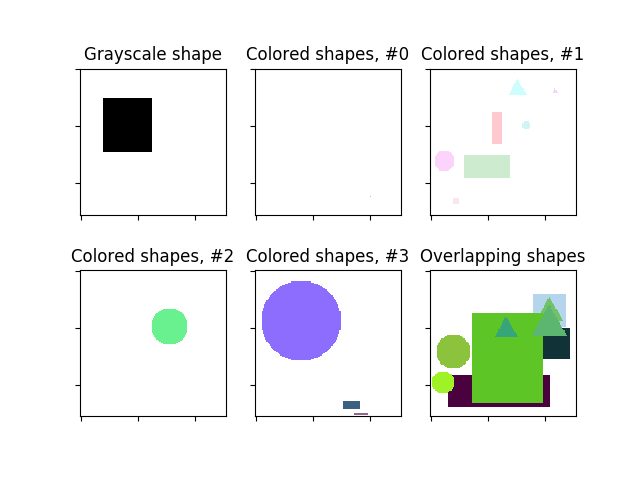 Grayscale shape
Colored shapes, #0
Colored shapes, #1
Colored shapes, #2
Colored shapes, #3
Overlapping shapes